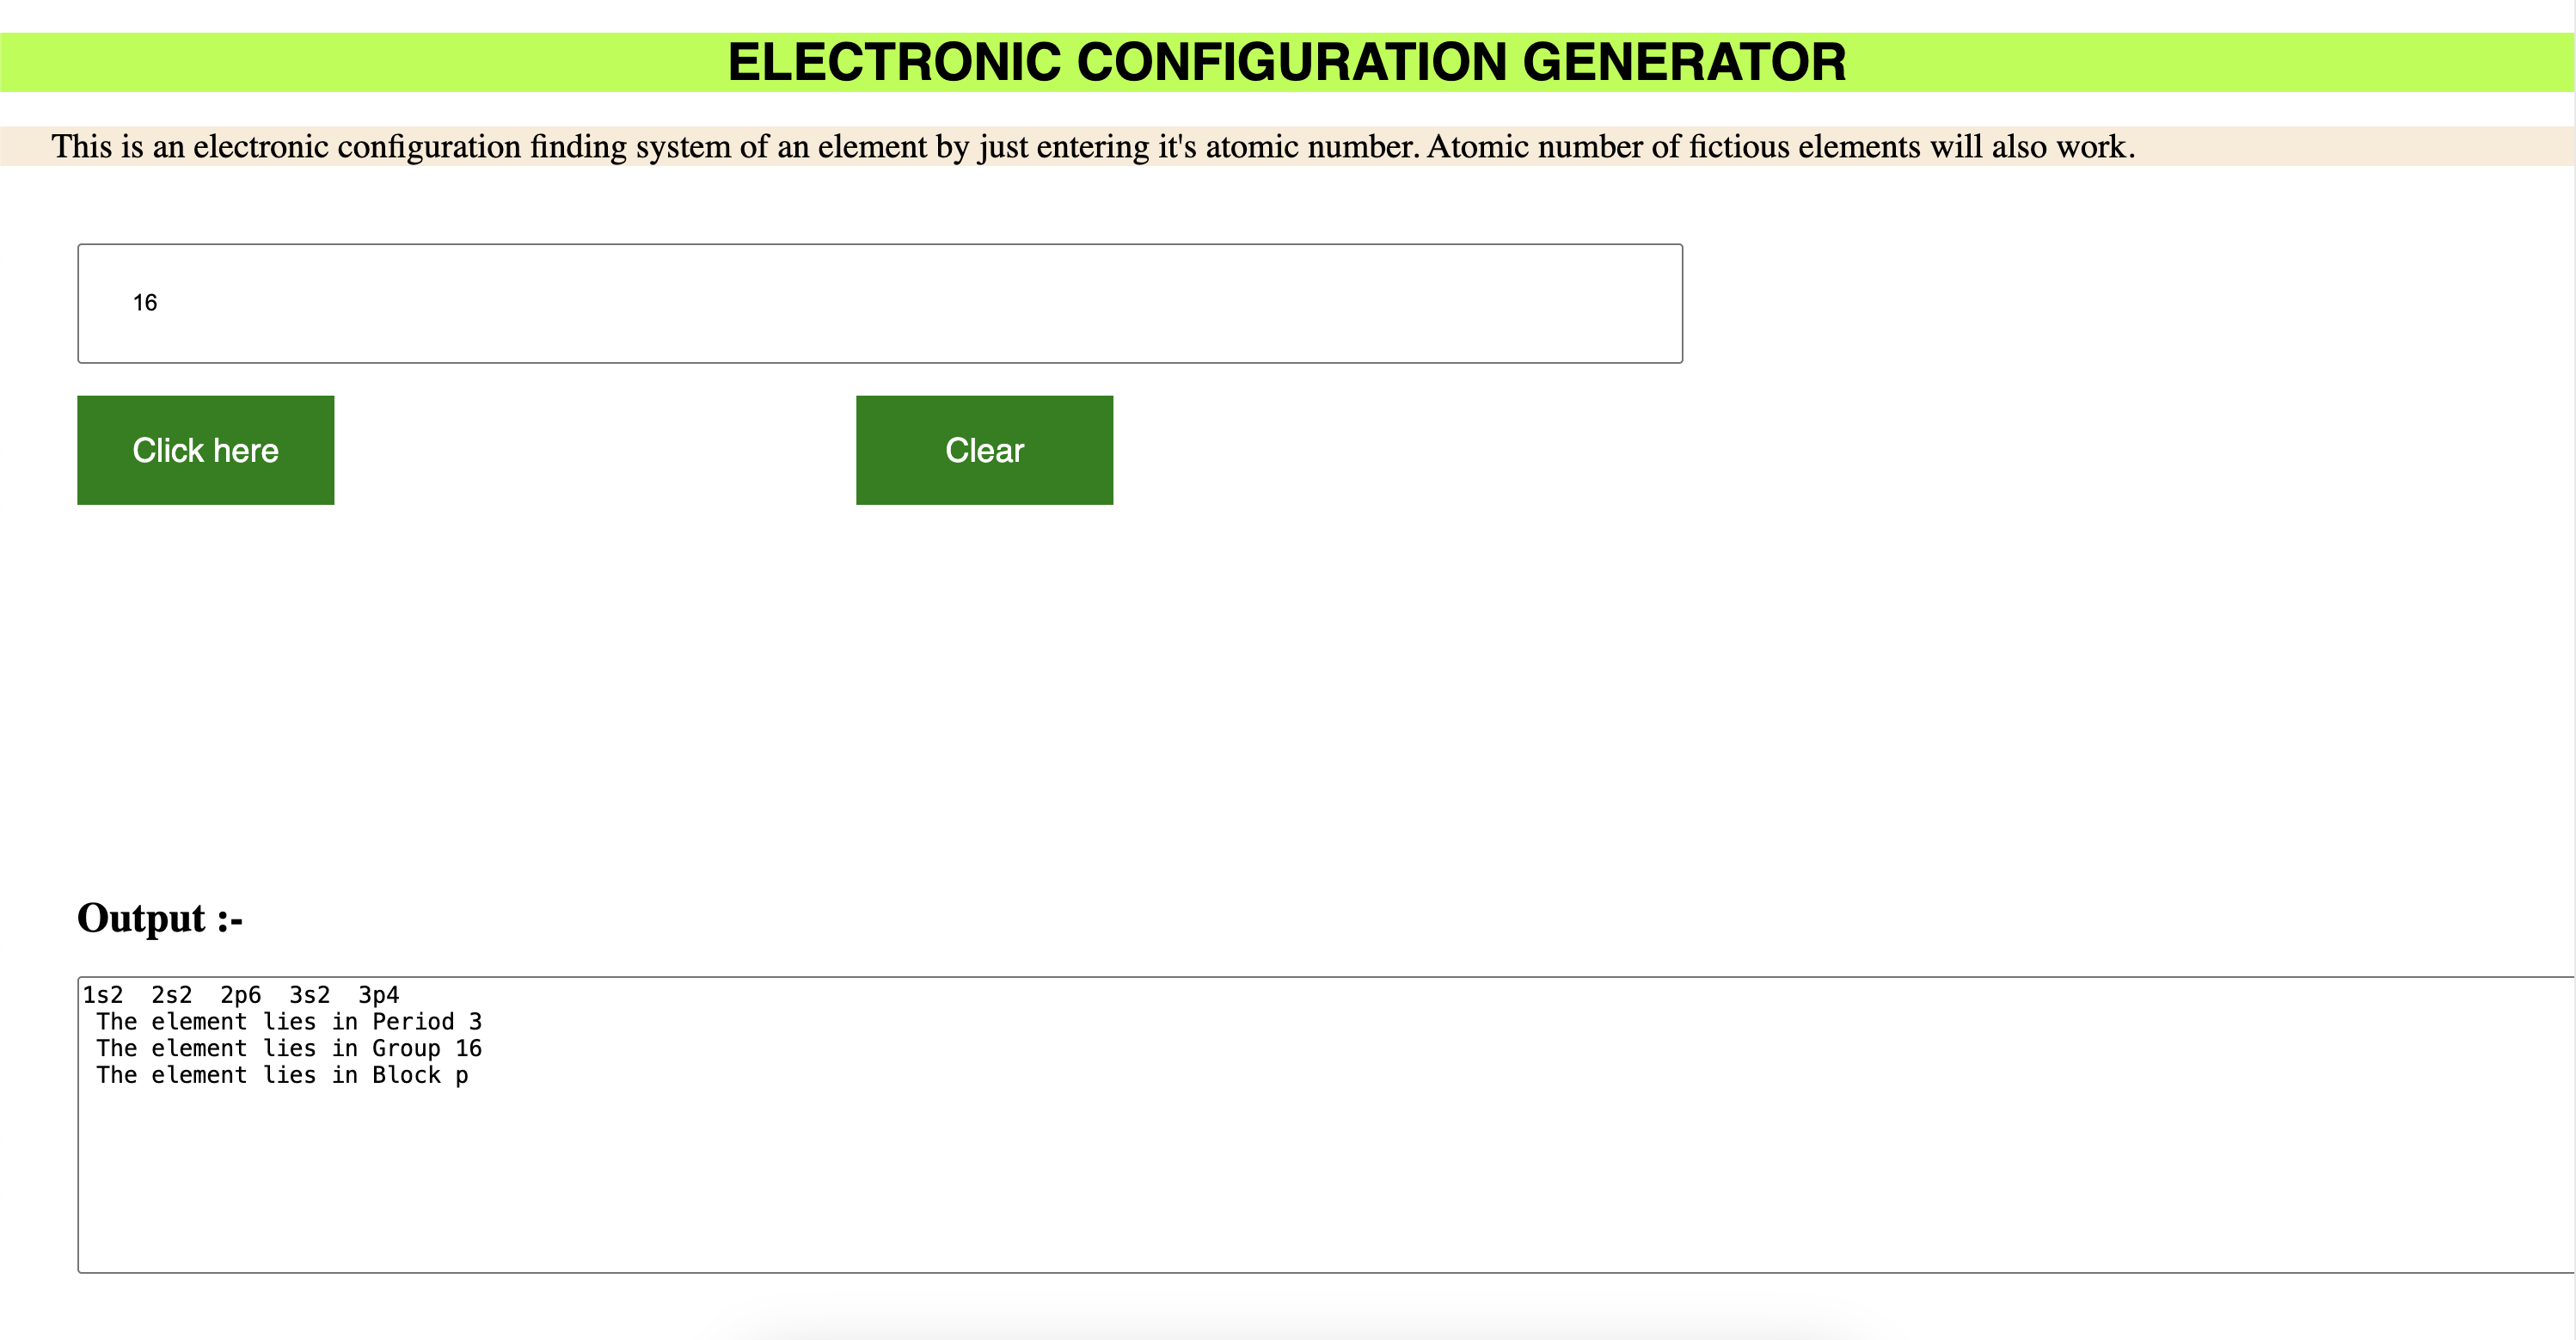 ELECTRONIC CONFIGURATION GENERATOR
This is an electronic configuration finding system of an element by just entering it's atomic number. Atomic number of fictious elements will also work.
16
Click here
Clear
Output :-
1s2  2s2  2p6  3s2  3p4
The element lies in Period 3
The element lies in Group 16
The element lies in Block p